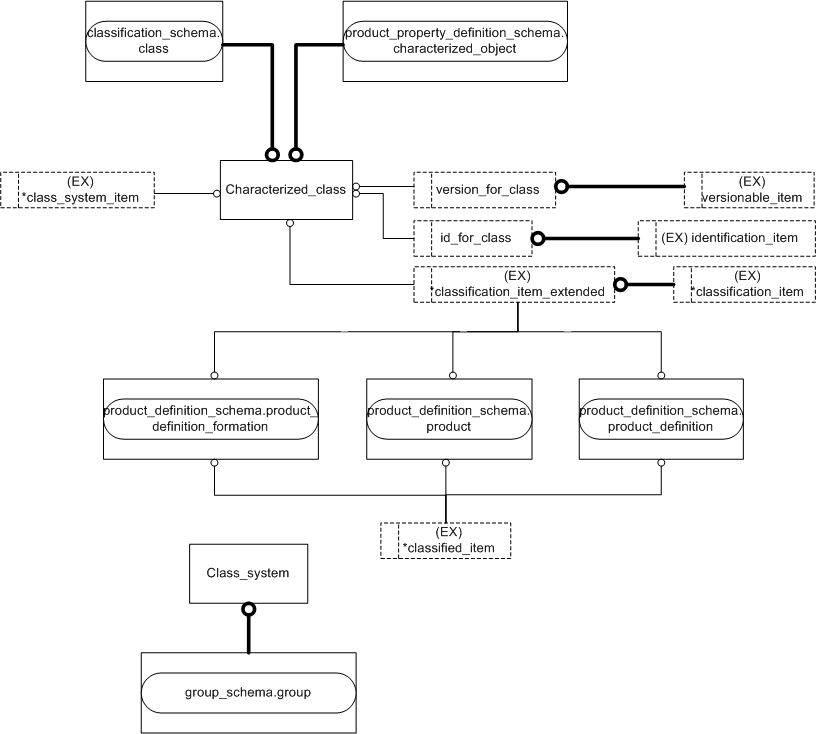 classification_schema.
class
product_property_definition_schema.
characterized_object
(EX)
*class_system_item
Characterized_class
version_for_class
(EX)
versionable_item
id_for_class
(EX) identification_item
(EX)
*classification_item_extended
(EX)
*classification_item
product_definition_schema.product_
definition_formation
product_definition_schema.
product
product_definition_schema.
product_definition
(EX)
*classified_item
Class_system
group_schema.group